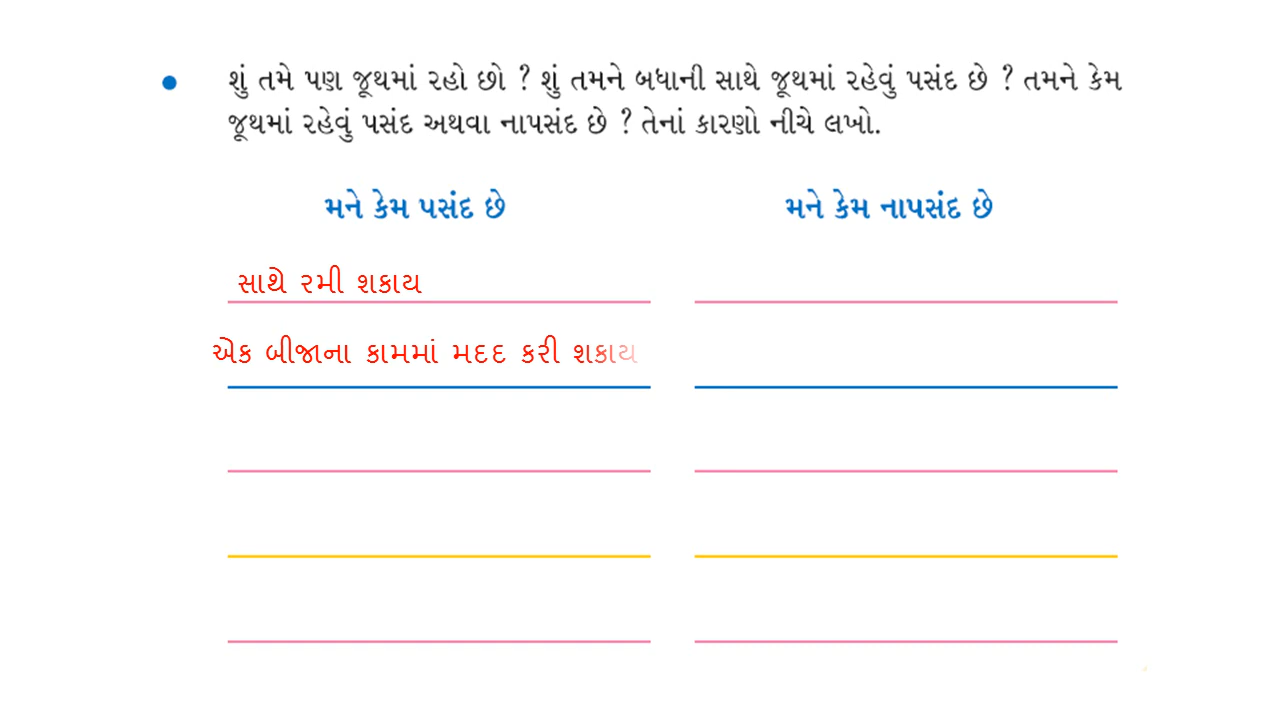 શું તમે પણ જૂથમાં રહો છો ? શું તમને બધાની સાથે જૂથમાં રહેવું પસંદ છે ? તમને કેમ
જૂથમાં રહેવું પસંદ અથવા નાપસંદ છે ? તેનાં કારણો નીચે લખો.
મને કેમ પસંદ છે
મને કેમ નાપસંદ છે
સાથે રમી શકાય
એક બીજાના કામમાં મદદ કરી શકાય